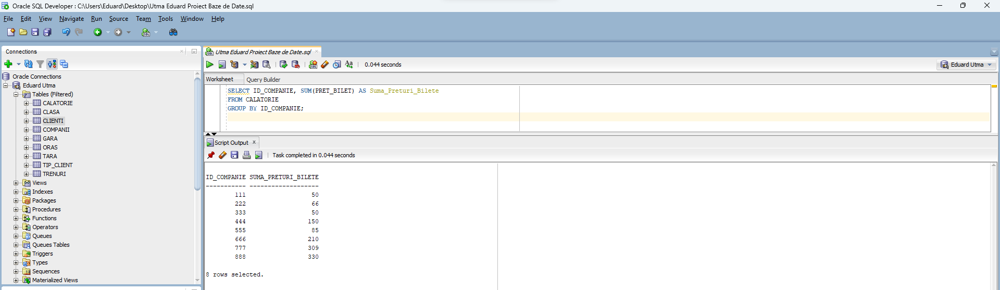 Oracle SQL Developer : C:\Users\Eduard\Desktop\Utma Eduard Proiect Baze de Date.sql
File Edit View Navigate Run Source Team Tools Window Help
Connections
Oracle Connections
Eduard Utma
Tables (Filtered)
CALATORIE
CLASA
CLIENTI
COMPANII
GARA
ORAS
TARA
TIP_CLIENT
TRENURI
Views
Indexes
Packages
Procedures
Functions
Operators
Queues
Queues Tables
Triggers
Types
Sequences
Materialized Views
Utma Eduard Proiect Baze de Date.sql
0.044 seconds
Eduard Utma
Worksheet Query Builder
SELECT ID_COMPANIE, SUM(PRET_BILET) AS Suma_Preturi_Bilete
FROM CALATORIE
GROUP BY ID_COMPANIE;
Script Output
Task completed in 0.044 seconds
ID_COMPANIE SUMA_PRETURI_BILETE
----------- -------------------
111 50
222 66
333 50
444 150
555 85
666 210
777 309
888 330
8 rows selected.